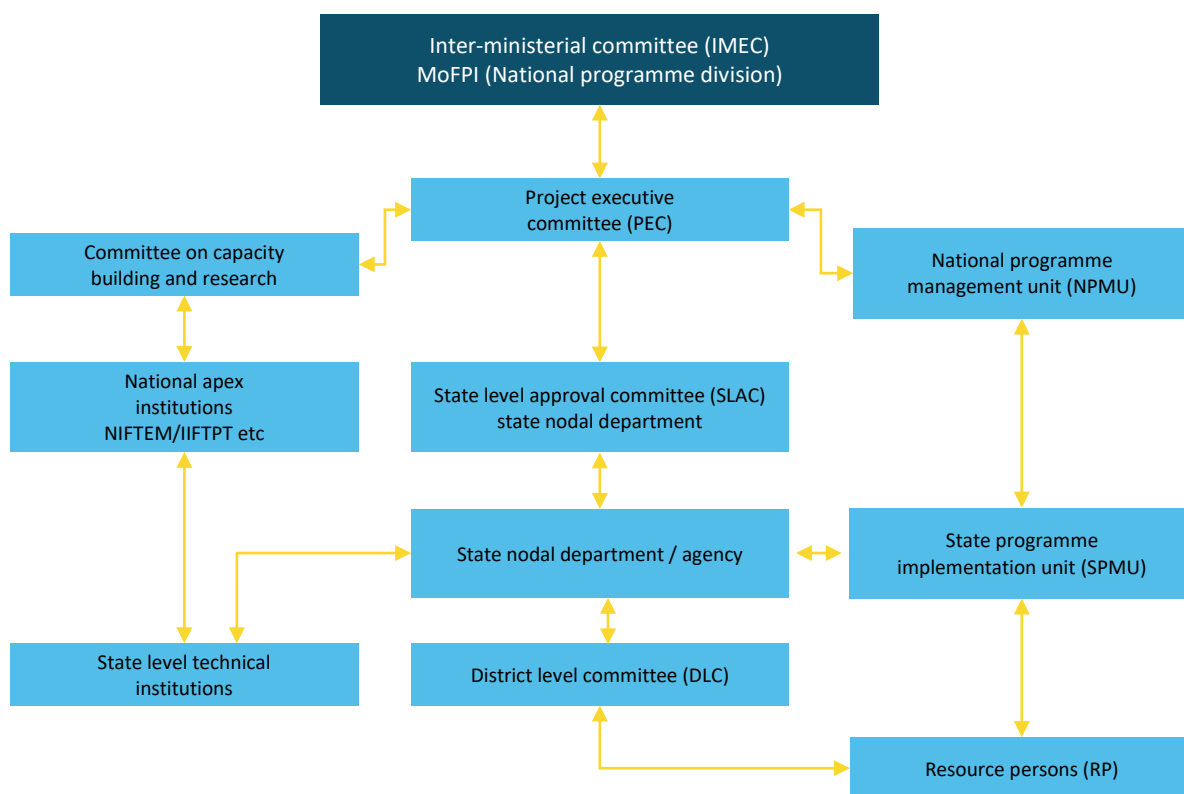 Inter-ministerial committee (IMEC)
MoFPI (National programme division)
Project executive
committee (PEC)
Committee on capacity
building and research
National programme
management unit (NPMU)
National apex
institutions
NIFTEM/IIFTPT etc
State level approval committee (SLAC)
state nodal department
State nodal department / agency
State programme
implementation unit (SPMU)
State level technical
institutions
District level committee (DLC)
Resource persons (RP)